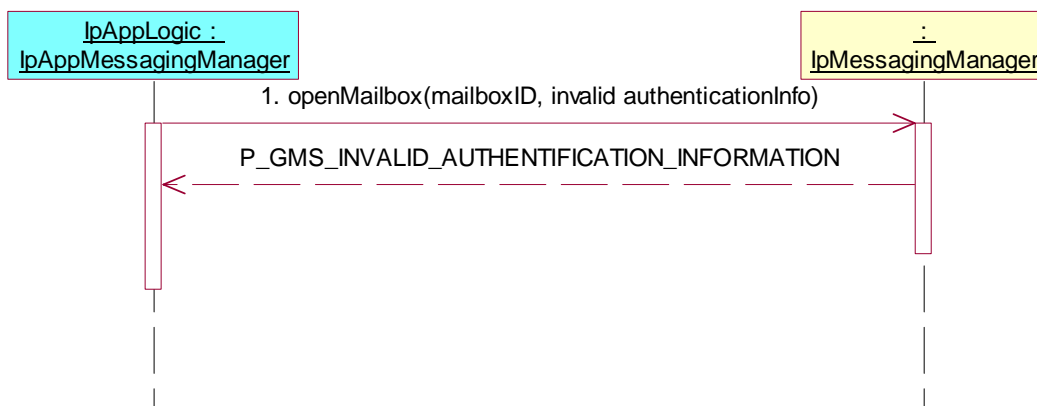 IpAppLogic :
IpAppMessagingManager
:
IpMessagingManager
1. openMailbox(mailboxID, invalid authenticationInfo)
P_GMS_INVALID_AUTHENTIFICATION_INFORMATION